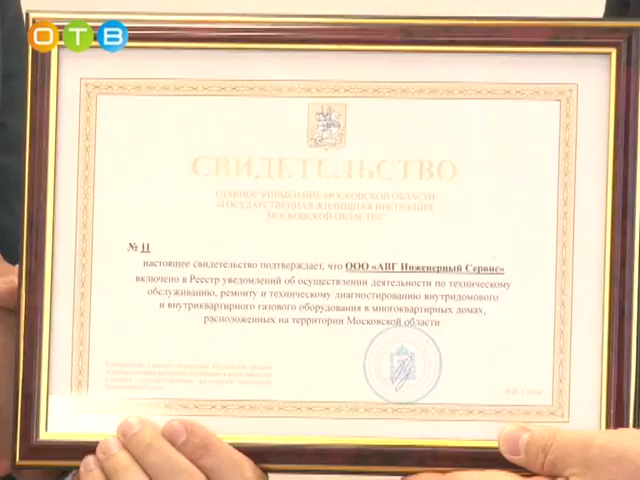 ОТВ
СВИДЕТЕЛЬСТВО
ГЛАВНОЕ УПРАВЛЕНИЕ МОСКОВСКОЙ ОБЛАСТИ
«ГОСУДАРСТВЕННАЯ ЖИЛИЩНАЯ ИНСПЕКЦИЯ
МОСКОВСКОЙ ОБЛАСТИ»
№ 11
настоящее свидетельство подтверждает, что ООО «АВГ Инженерный Сервис»
включено в Реестр уведомлений об осуществлении деятельности по техническому
обслуживанию, ремонту и техническому диагностированию внутридомового
и внутриквартирного газового оборудования в многоквартирных домах,
расположенных на территории Московской области